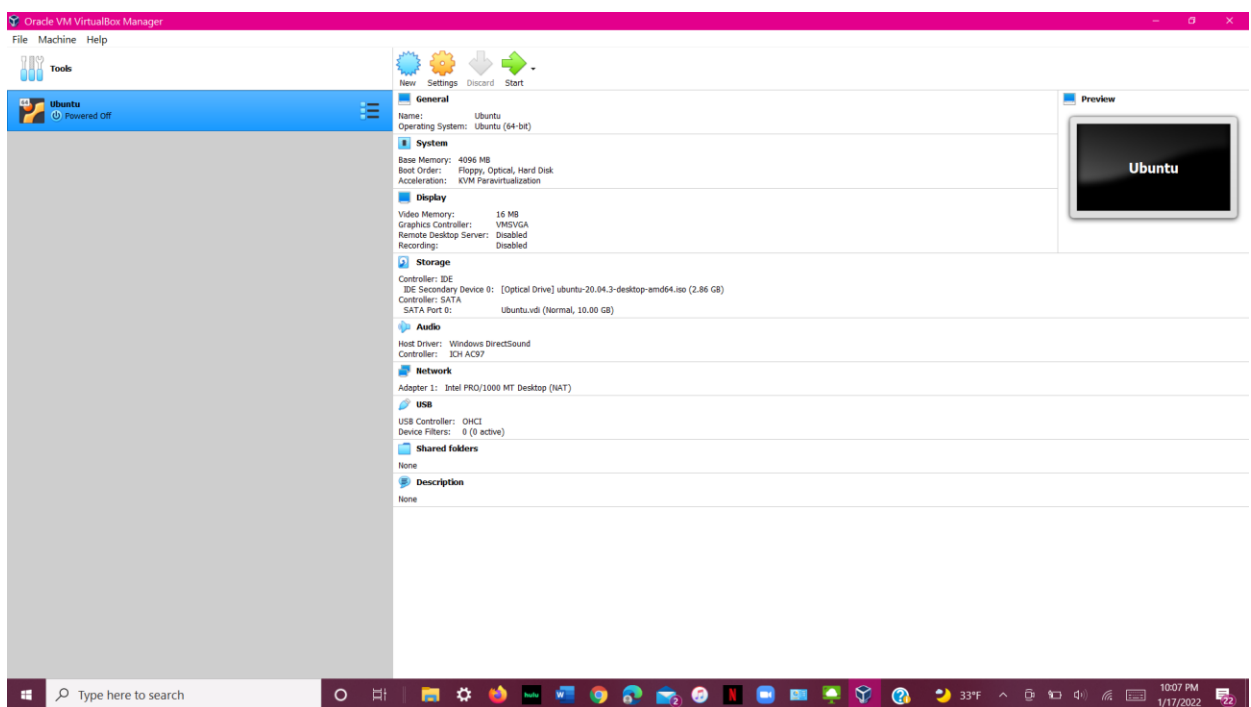 Oracle VM VirtualBox Manager
File Machine Help
Tools
New Settings Discard Start
64
Ubuntu
Powered Off
General
Name: Ubuntu
Operating System: Ubuntu (64-bit)
Preview
Ubuntu
System
Base Memory: 4096 MB
Boot Order: Floppy, Optical, Hard Disk
Acceleration: KVM Paravirtualization
Display
Video Memory: 16 MB
Graphics Controller: VMSVGA
Remote Desktop Server: Disabled
Recording: Disabled
Storage
Controller: IDE
IDE Secondary Device 0: [Optical Drive] ubuntu-20.04.3-desktop-amd64.iso (2.86 GB)
Controller: SATA
SATA Port 0: Ubuntu.vdi (Normal, 10.00 GB)
Audio
Host Driver: Windows DirectSound
Controller: ICH AC97
Network
Adapter 1: Intel PRO/1000 MT Desktop (NAT)
USB
USB Controller: OHCI
Device Filters: 0 (0 active)
Shared folders
None
Description
None
Type here to search
hulu
W
2
N
33°F
10:07 PM
1/17/2022
22